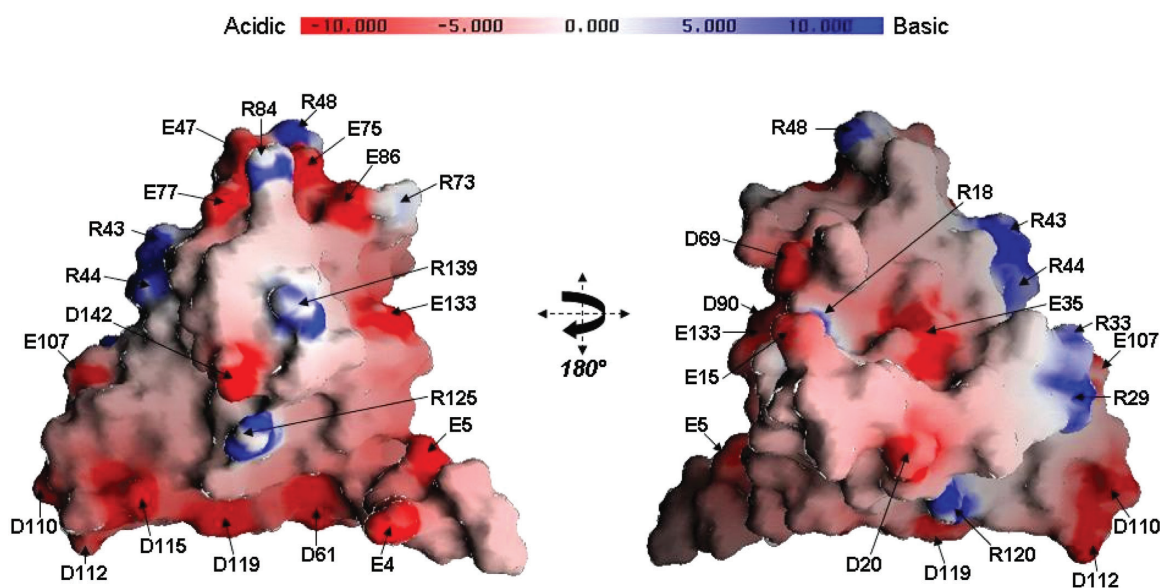 Acidic -10.000 -5.000 0.000 5.000 10.000 Basic
R84
R48
E47
E75
E86
E77
R73
R43
R44
R139
D142
E133
E107
R125
E5
D110
D112
D115
D119
D61
E4
180º
R48
R18
R43
D69
R44
D90
E35
E133
R33
E107
E15
R29
E5
D110
D20
D119
R120
D112